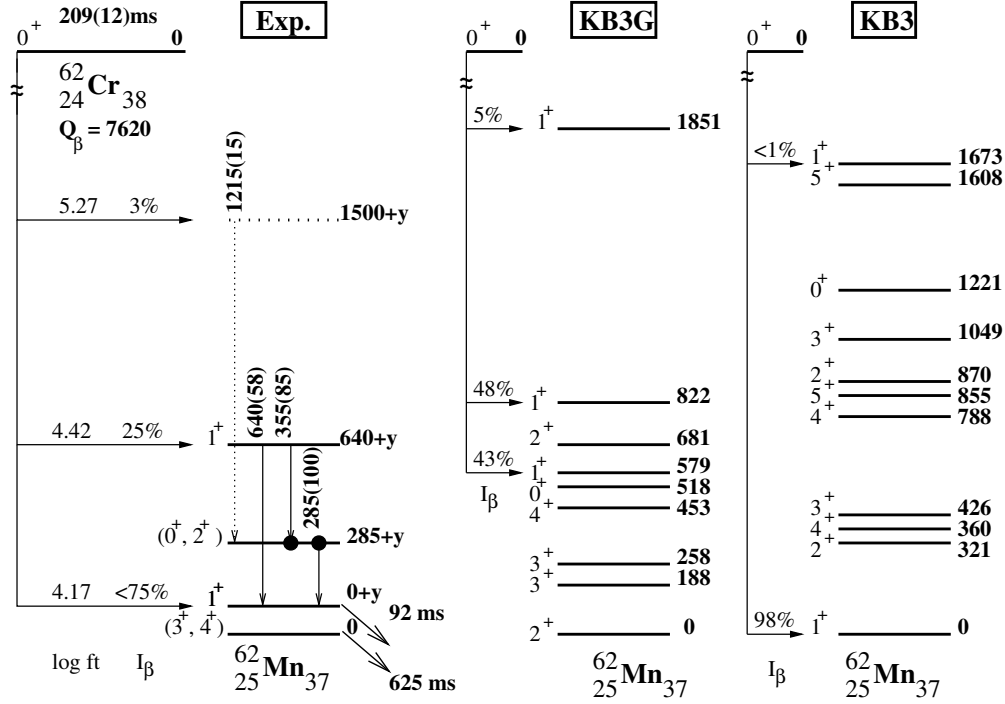 209(12)ms
Exp.
0+ 0
62
24 Cr 38
Qβ = 7620
5.27 3%
1215(15)
1500+y
4.42 25%
1+
640(58)
355(85)
640+y
285(100)
(0+, 2+)
285+y
4.17 <75%
1+
0+y
92 ms
(3+, 4+)
0
625 ms
log ft Iβ
62
25 Mn 37
KB3G
0+ 0
5%
1+ 1851
48%
1+ 822
2+ 681
43%
1+ 579
0+ 518
4+ 453
Iβ
3+ 258
3+ 188
2+ 0
62
25 Mn 37
KB3
0+ 0
<1%
1+ 1673
5+ 1608
0+ 1221
3+ 1049
2+ 870
5+ 855
4+ 788
3+ 426
4+ 360
2+ 321
98%
1+ 0
Iβ
62
25 Mn 37